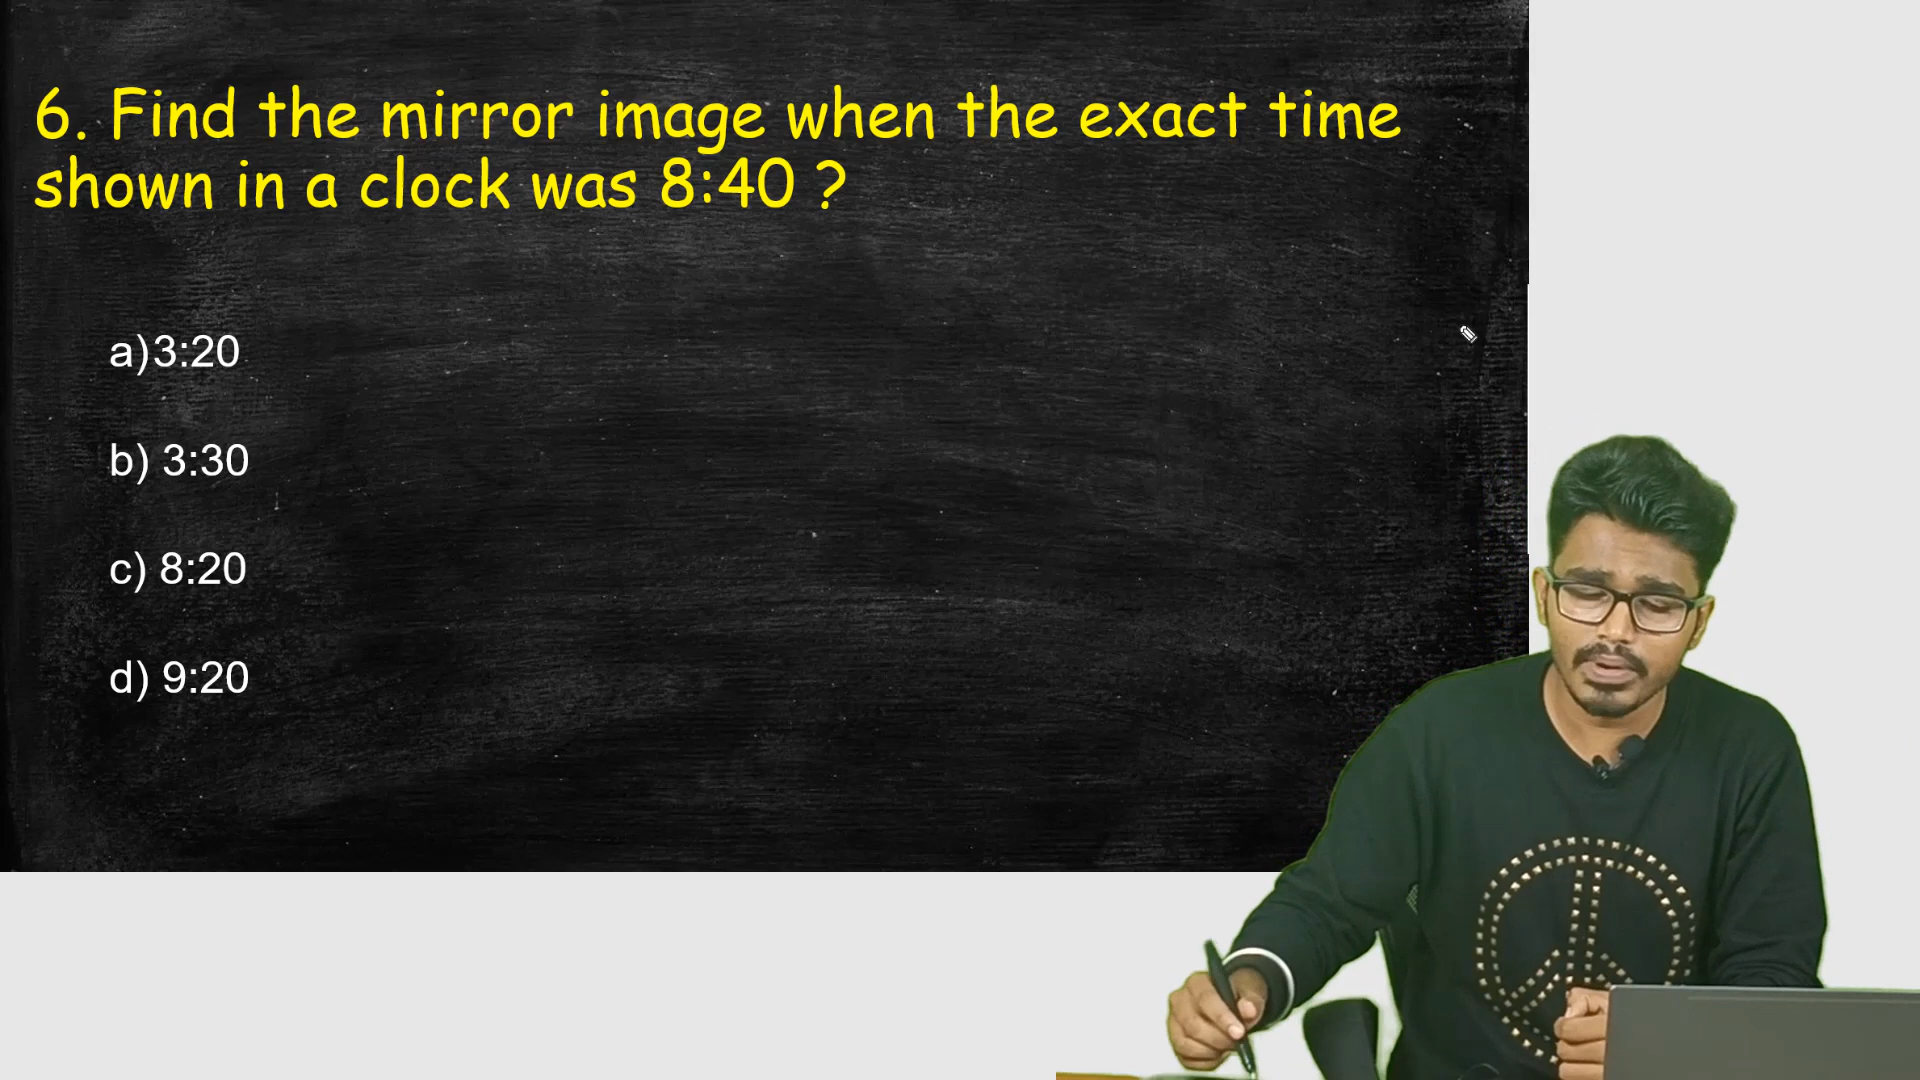 6. Find the mirror image when the exact time
shown in a clock was 8:40 ?
a)3:20
b) 3:30
c) 8:20
d) 9:20